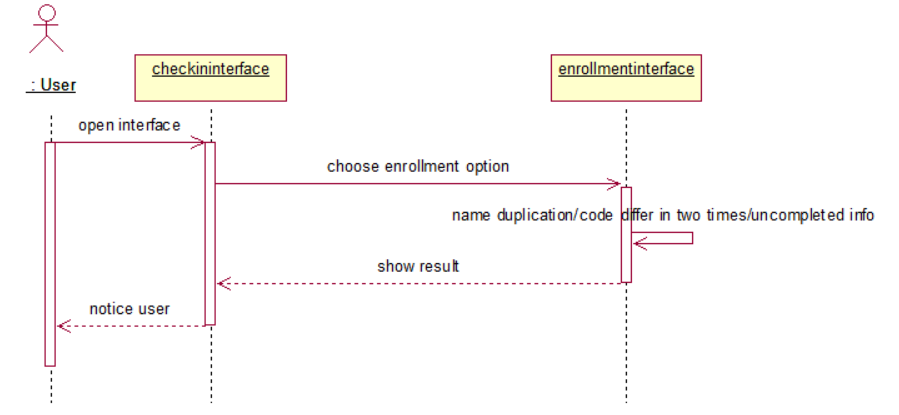 : User
checkininterface
enrollmentinterface
open interface
choose enrollment option
name duplication/code differ in two times/uncompleted info
show result
notice user